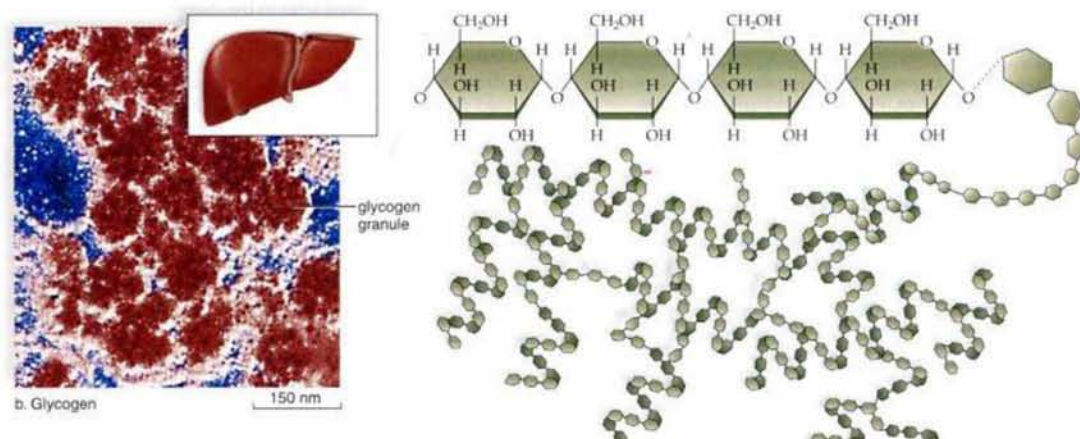 CH₂OH CH₂OH CH₂OH CH₂OH
O O O O
H H H H H H H H
H H H H
OH H OH H OH H OH H
O O O O O
H OH H OH H OH H OH
glycogen
granule
b. Glycogen
150 nm